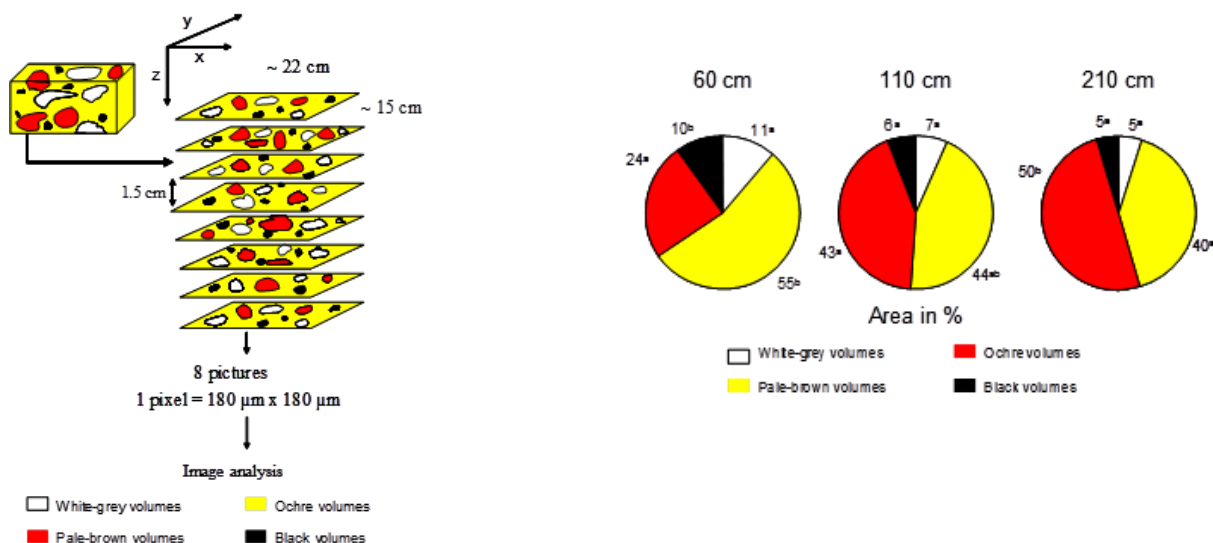 y
x
z
~ 22 cm
~ 15 cm
1.5 cm
8 pictures
1 pixel = 180 µm x 180 µm
Image analysis
White-grey volumes
Ochre volumes
Pale-brown volumes
Black volumes
60 cm
110 cm
210 cm
10ᵇ
11ᵃ
24ᵃ
55ᵇ
6ᵃ
7ᵃ
43ᵃ
44ᵃᵇ
5ᵃ
5ᵃ
50ᵇ
40ᵃ
Area in %
White-grey volumes
Ochre volumes
Pale-brown volumes
Black volumes